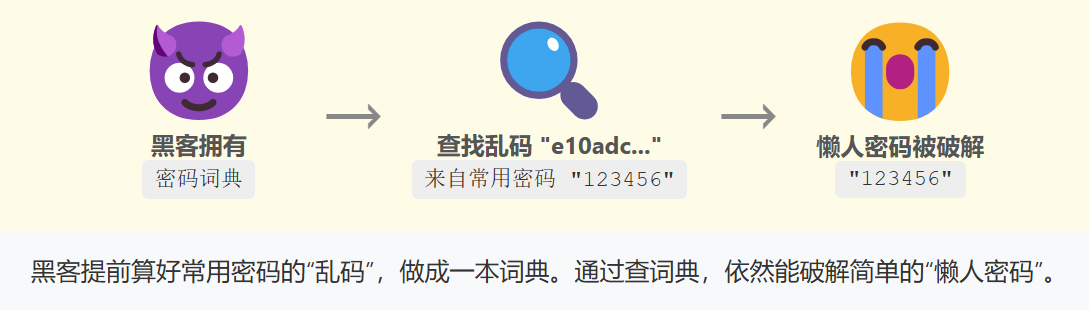 黑客拥有
密码词典
查找乱码 "e10adc..."
来自常用密码 "123456"
懒人密码被破解
"123456"
黑客提前算好常用密码的“乱码”，做成一本词典。通过查词典，依然能破解简单的“懒人密码”。